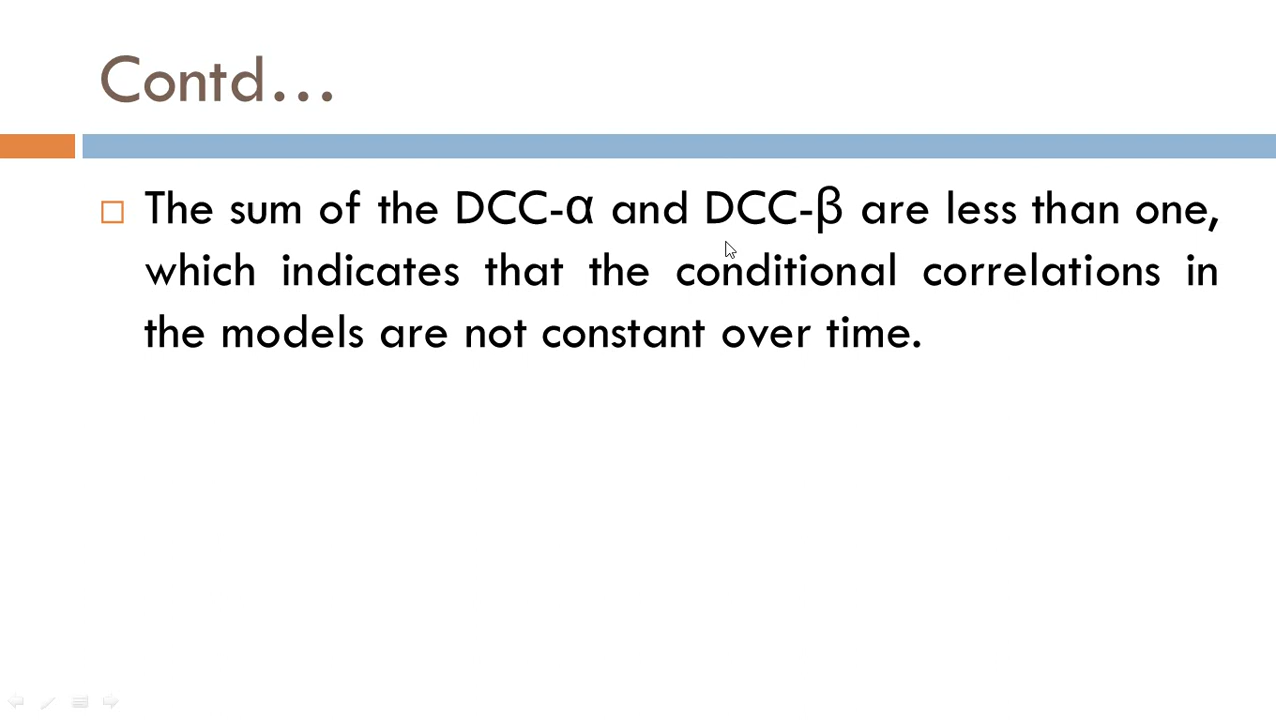 Contd…
The sum of the DCC-α and DCC-β are less than one,
which indicates that the conditional correlations in
the models are not constant over time.